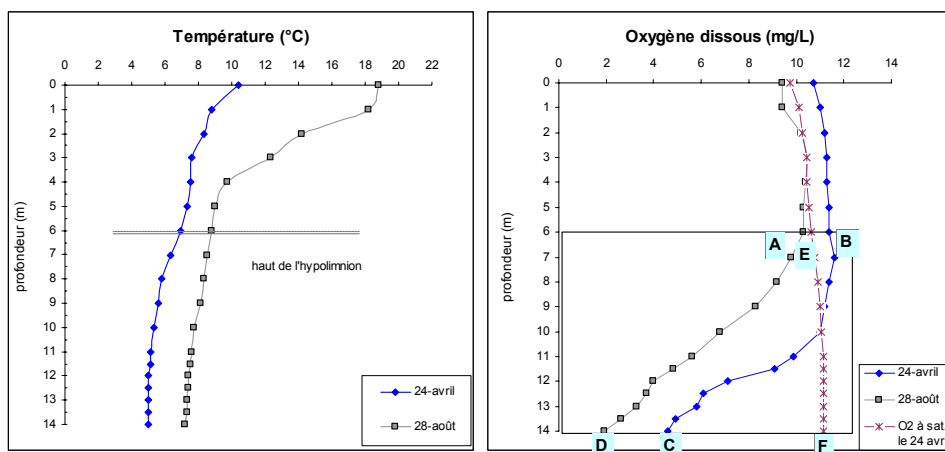 Température (°C)
0 2 4 6 8 10 12 14 16 18 20 22
0
1
2
3
4
5
6
7
8
9
10
11
12
13
14
profondeur (m)
haut de l'hypolimnion
24-avril
28-août
Oxygène dissous (mg/L)
0 2 4 6 8 10 12 14
0
1
2
3
4
5
6
7
8
9
10
11
12
13
14
profondeur (m)
A
E
B
D
C
F
24-avril
28-août
O2 à sat
le 24 avr